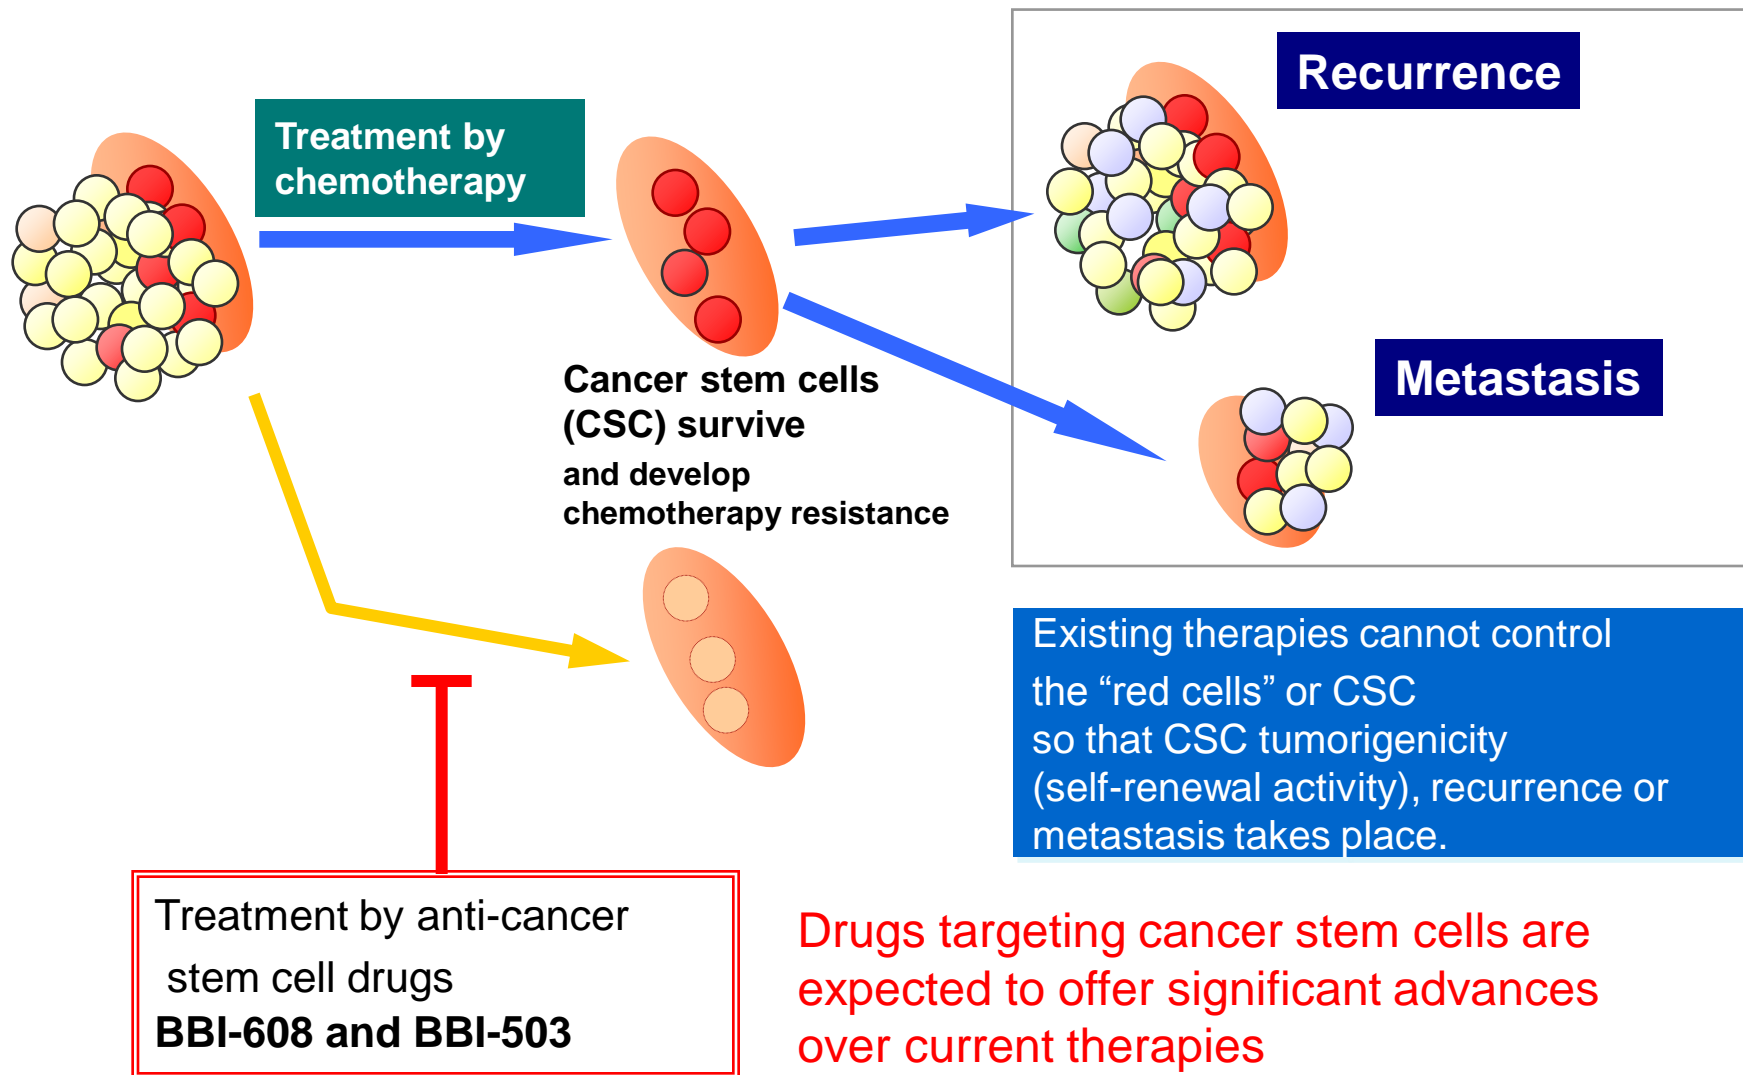 Recurrence
Treatment by
chemotherapy
Metastasis
Cancer stem cells
(CSC) survive
and develop
chemotherapy resistance
Existing therapies cannot control
the “red cells” or CSC
so that CSC tumorigenicity
(self-renewal activity), recurrence or
metastasis takes place.
Treatment by anti-cancer
stem cell drugs
BBI-608 and BBI-503
Drugs targeting cancer stem cells are
expected to offer significant advances
over current therapies